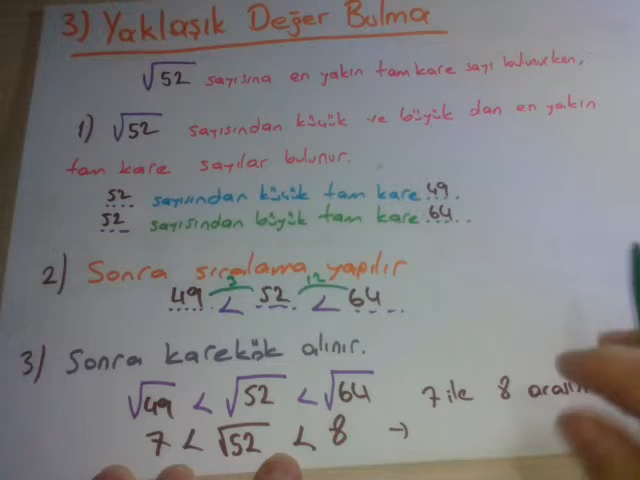 3) Yaklaşık Değer Bulma
√52 sayısına en yakın tam kare sayı bulunurken,
1) √52 sayısından küçük ve büyük dan en yakın
tam kare sayılar bulunur.
52 sayısından küçük tam kare 49.
52 sayısından büyük tam kare 64..
2) Sonra sıralama yapılır
3 12
49 < 52 < 64
3) Sonra karekök alınır.
√49 < √52 < √64 7 ile 8 arası
7 < √52 < 8 →